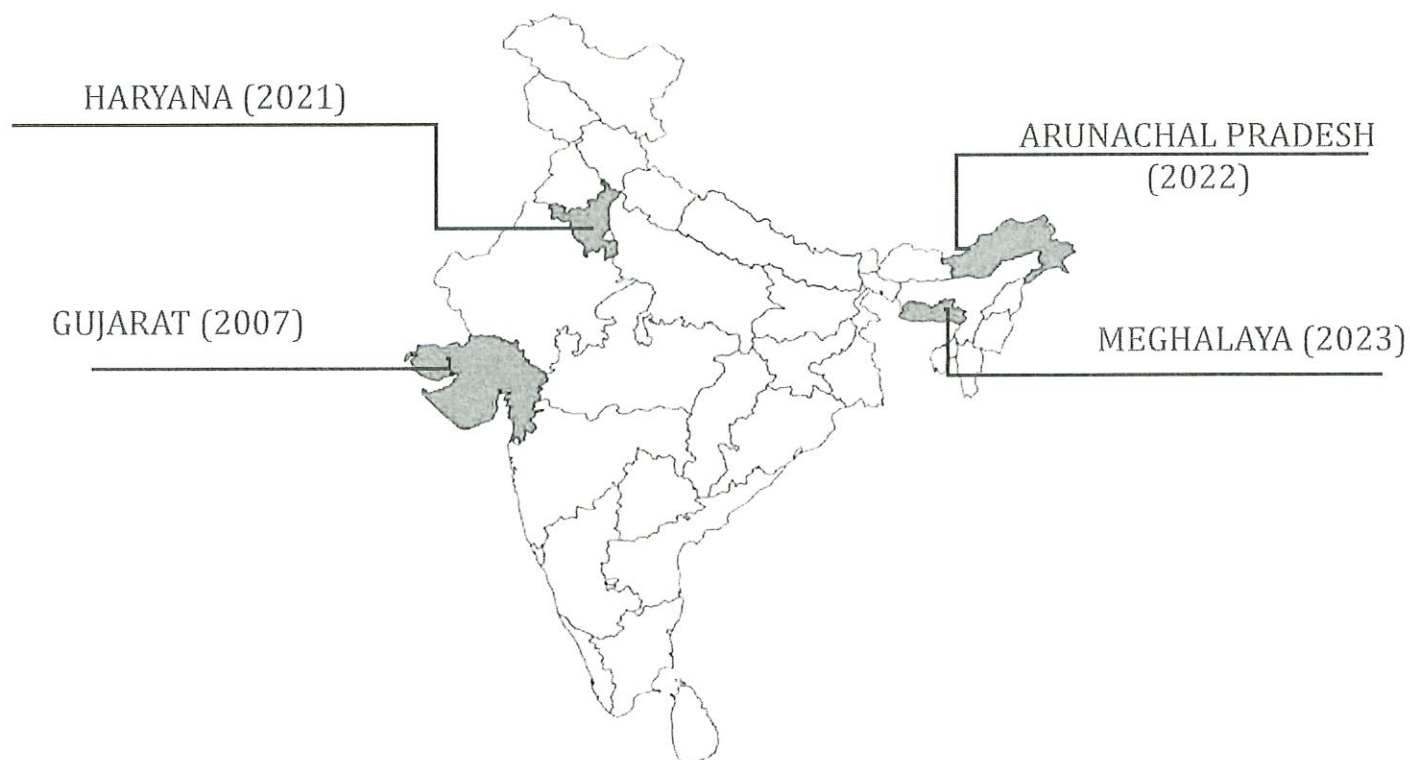 HARYANA (2021)
ARUNACHAL PRADESH
(2022)
GUJARAT (2007)
MEGHALAYA (2023)